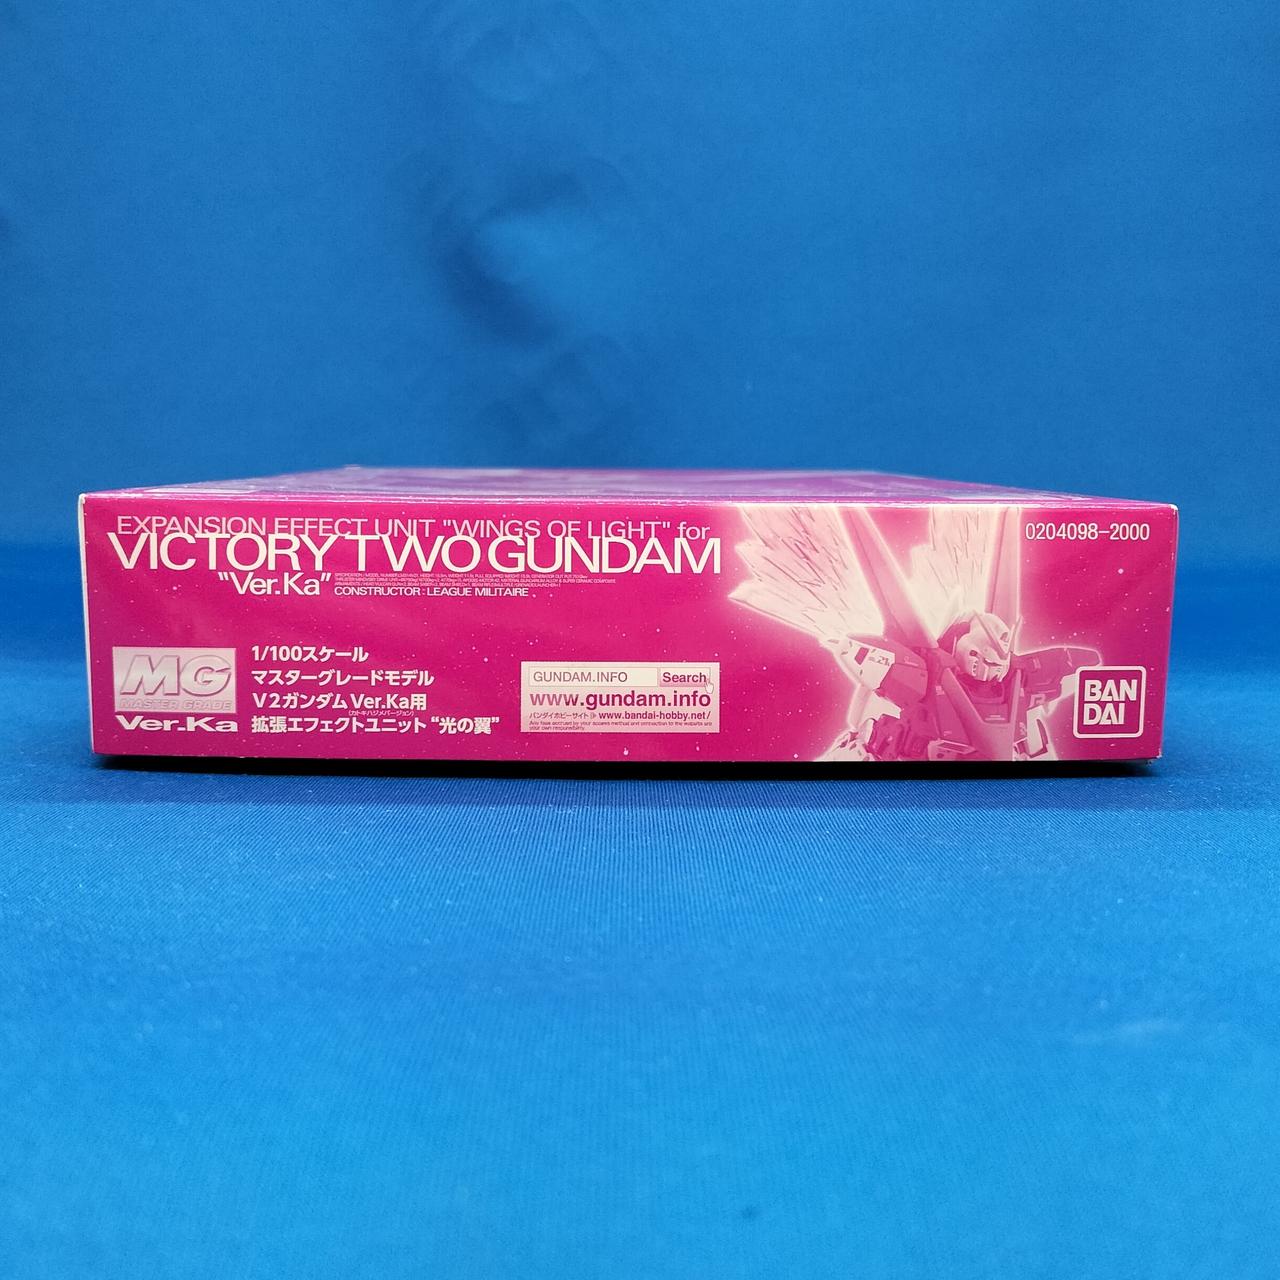 EXPANSION EFFECT UNIT "WINGS OF LIGHT" for
VICTORY TWO GUNDAM
"Ver.Ka"
CONSTRUCTOR : LEAGUE MILITAIRE
0204098-2000
MG
MASTER GRADE
Ver.Ka
1/100スケール
マスターグレードモデル
V2ガンダム Ver.Ka用
(カトキハジメバージョン)
拡張エフェクトユニット “光の翼”
GUNDAM.INFO Search
www.gundam.info
バンダイホビーサイト www.bandai-hobby.net/
BAN
DAI